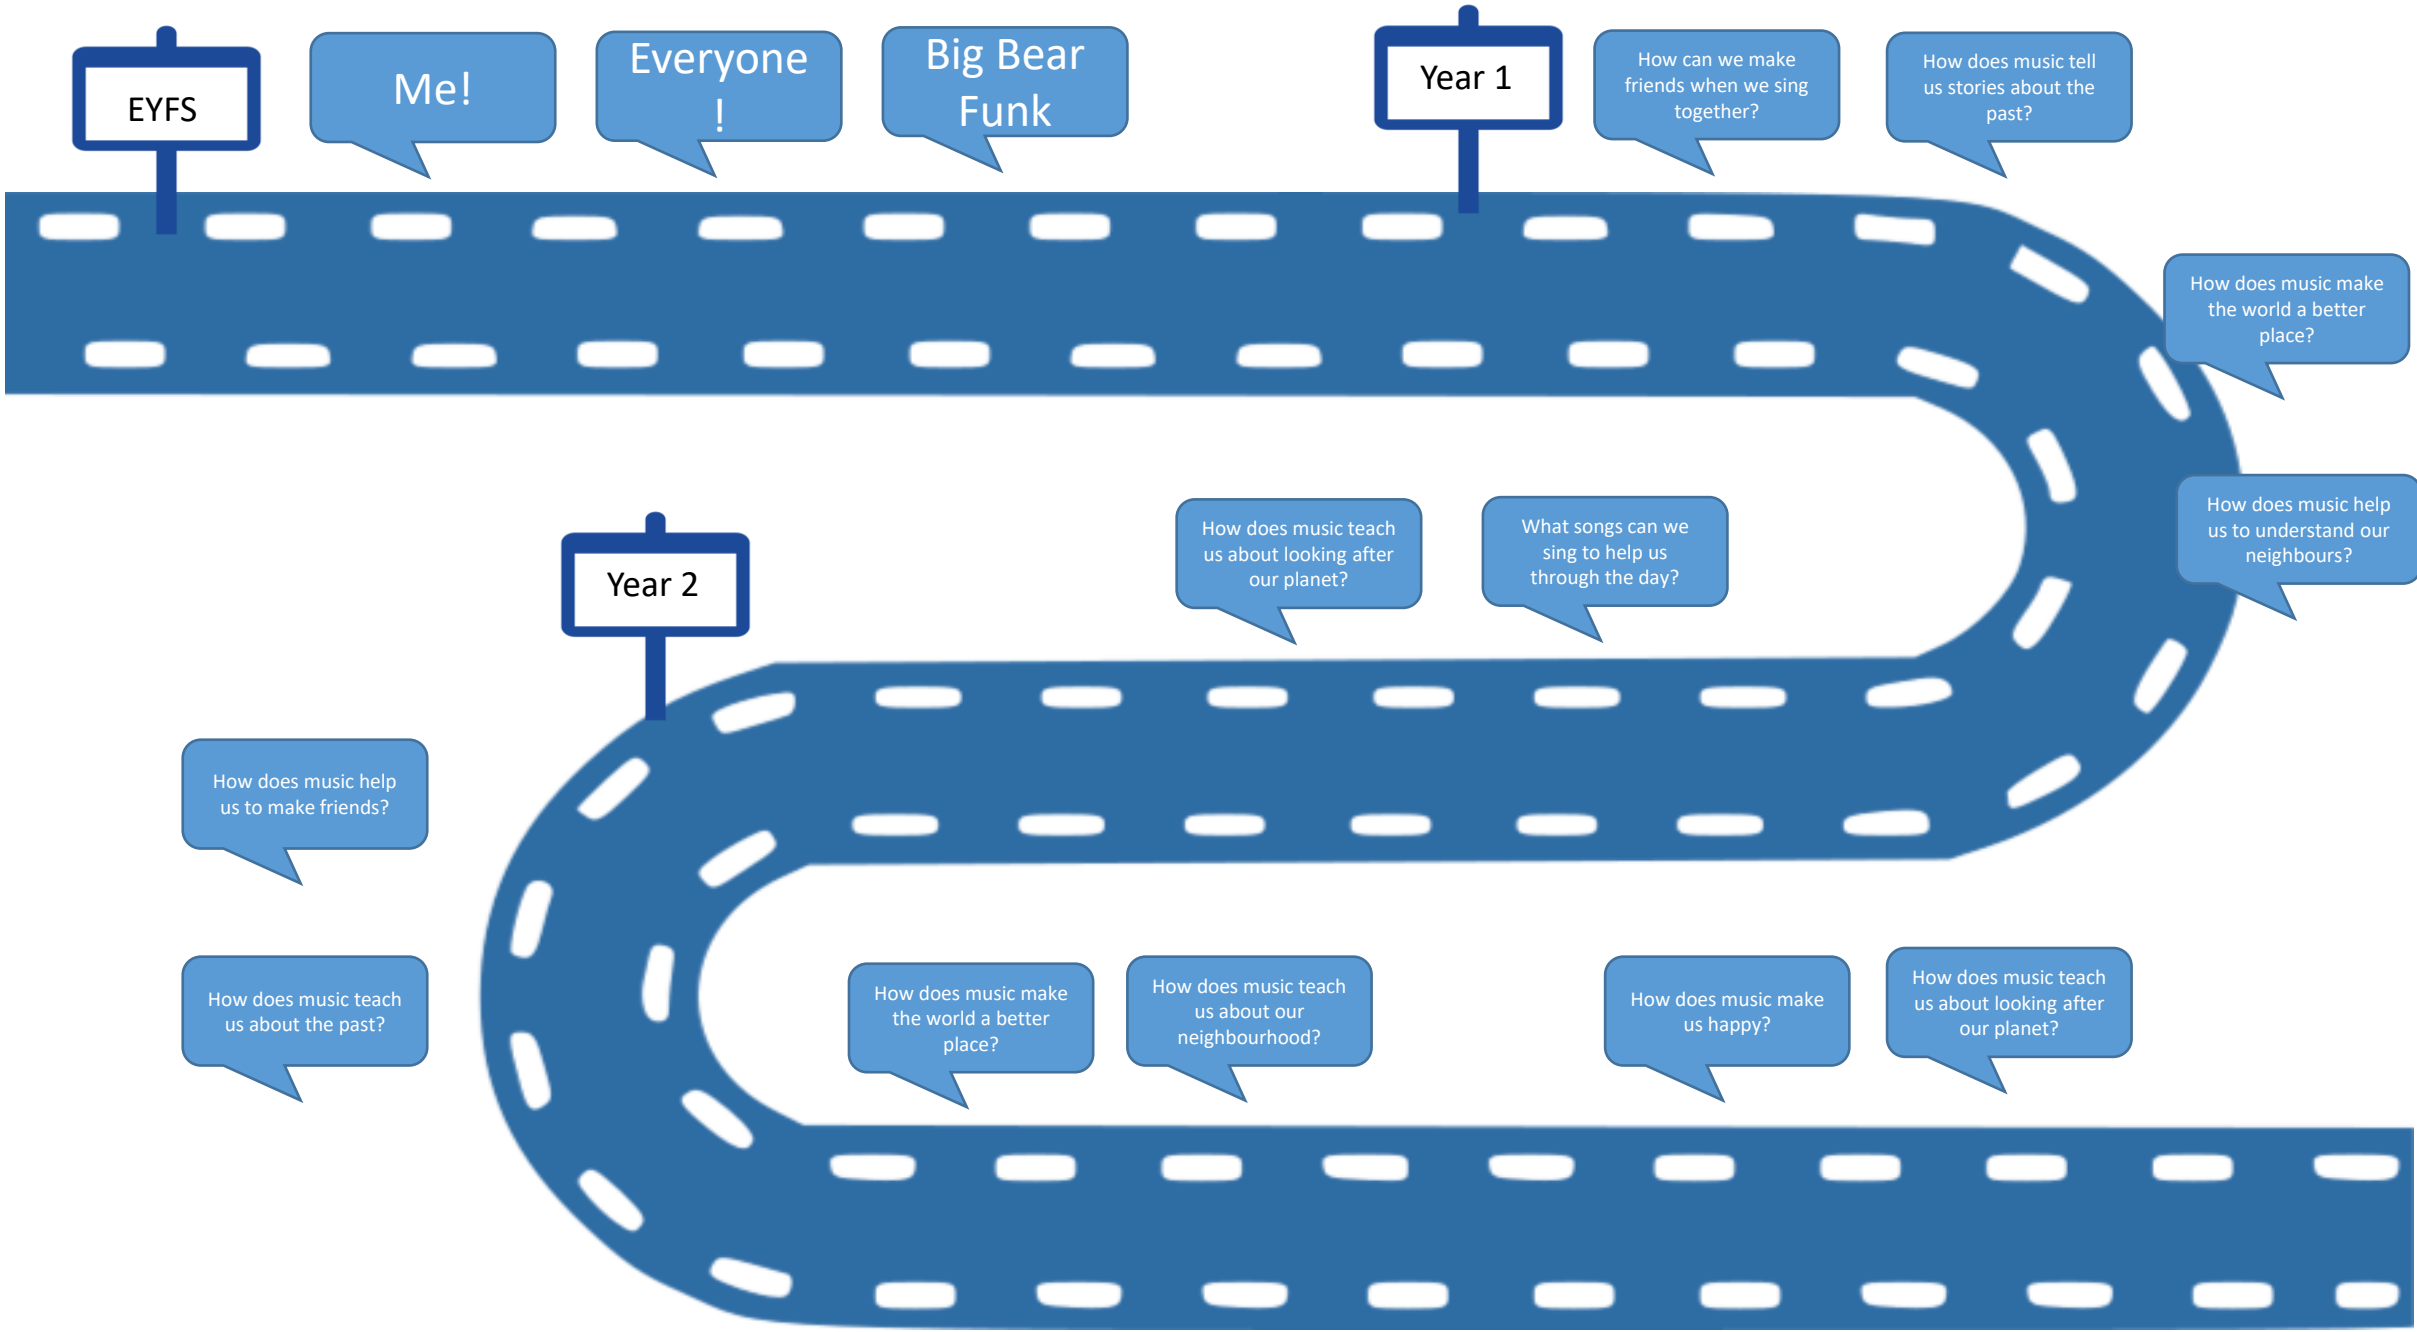 EYFS
Me!
Everyone
!
Big Bear
Funk
Year 1
How can we make
friends when we sing
together?
How does music tell
us stories about the
past?
How does music make
the world a better
place?
How does music help
us to understand our
neighbours?
What songs can we
sing to help us
through the day?
How does music teach
us about looking after
our planet?
Year 2
How does music help
us to make friends?
How does music teach
us about the past?
How does music make
the world a better
place?
How does music teach
us about our
neighbourhood?
How does music make
us happy?
How does music teach
us about looking after
our planet?